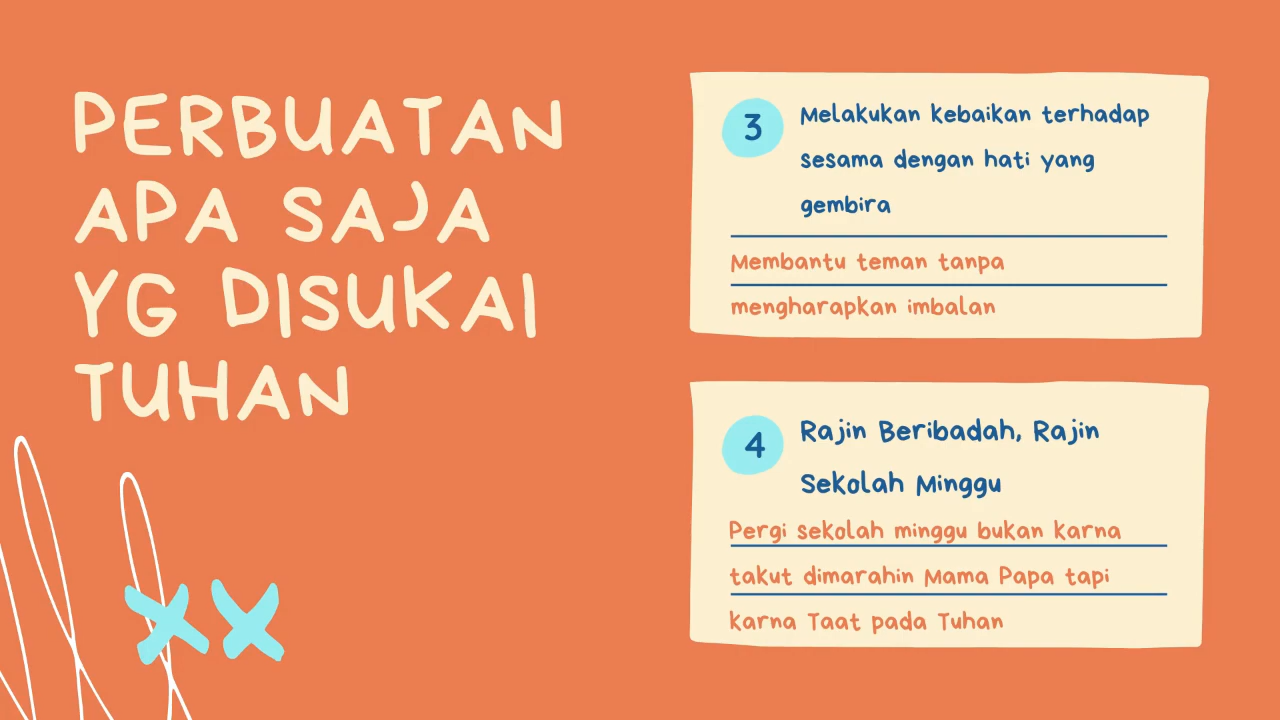 PERBUATAN
APA SAJA
YG DISUKAI
TUHAN
3
Melakukan kebaikan terhadap
sesama dengan hati yang
gembira
Membantu teman tanpa
mengharapkan imbalan
4
Rajin Beribadah, Rajin
Sekolah Minggu
Pergi sekolah minggu bukan karna
takut dimarahin Mama Papa tapi
karna Taat pada Tuhan